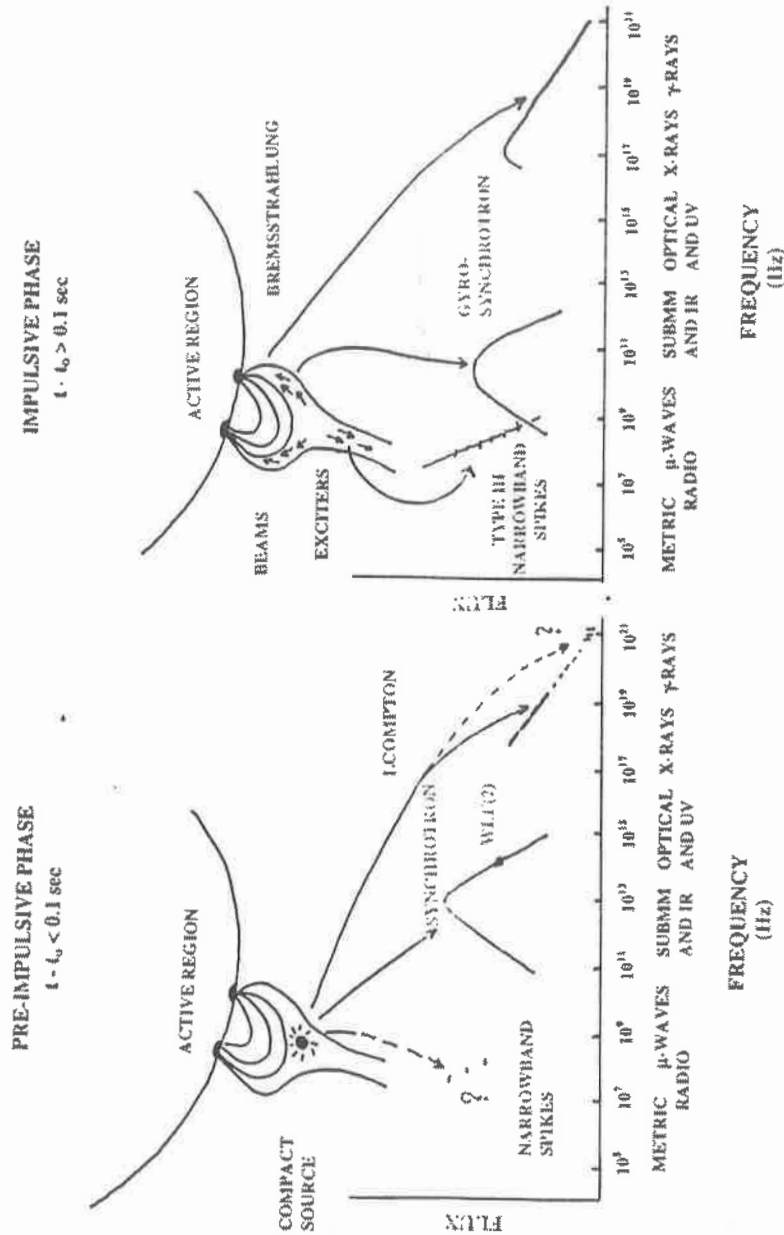 PRE-IMPULSIVE PHASE
t - t₀ < 0.1 sec
ACTIVE REGION
COMPACT
SOURCE
I.COMPTON
SYNCHROTRON
WLF(?)
?
?
NARROWBAND
SPIKES
FLUX
10⁵ 10⁷ 10⁹ 10¹¹ 10¹³ 10¹⁵ 10¹⁷ 10¹⁹ 10²¹
METRIC μ-WAVES SUBMM OPTICAL X-RAYS γ-RAYS
RADIO AND IR AND UV
FREQUENCY
(Hz)
IMPULSIVE PHASE
t - t₀ > 0.1 sec
ACTIVE REGION
BREMSSTRAHLUNG
BEAMS
EXCITERS
GYRO-
SYNCHROTRON
TYPE III
NARROWBAND
SPIKES
FLUX
10⁵ 10⁷ 10⁹ 10¹¹ 10¹³ 10¹⁵ 10¹⁷ 10¹⁹ 10²¹
METRIC μ-WAVES SUBMM OPTICAL X-RAYS γ-RAYS
RADIO AND IR AND UV
FREQUENCY
(Hz)